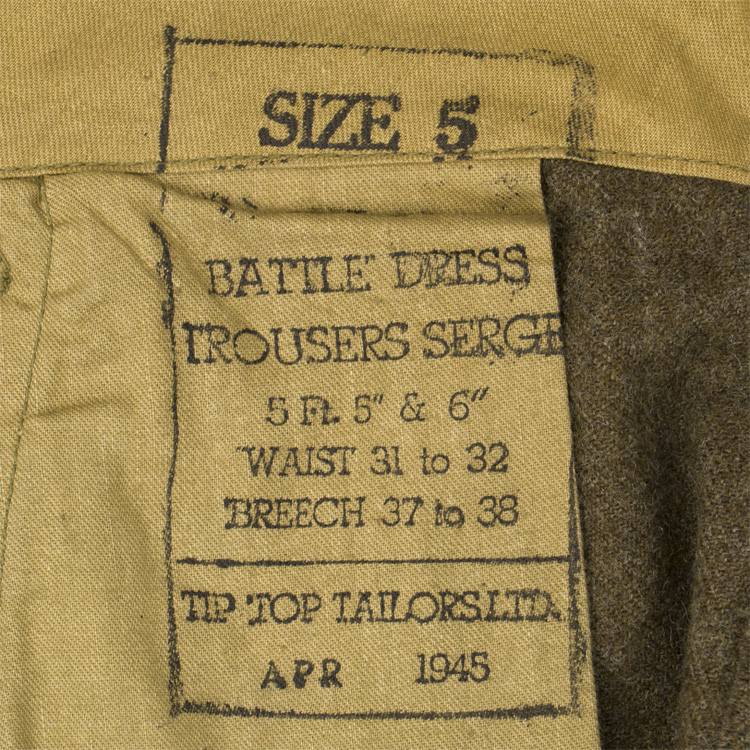 SIZE 5
BATTLE DRESS
TROUSERS SERGE
5 Ft. 5" & 6"
WAIST 31 to 32
BREECH 37 to 38
TIP TOP TAILORS LTD.
APR 1945